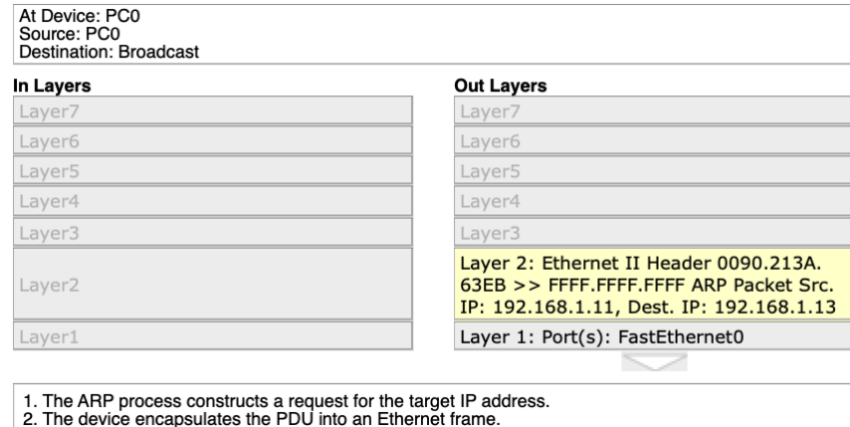 At Device: PC0
Source: PC0
Destination: Broadcast
In Layers
Layer7
Layer6
Layer5
Layer4
Layer3
Layer2
Layer1
Out Layers
Layer7
Layer6
Layer5
Layer4
Layer3
Layer 2: Ethernet II Header 0090.213A.
63EB >> FFFF.FFFF.FFFF ARP Packet Src.
IP: 192.168.1.11, Dest. IP: 192.168.1.13
Layer 1: Port(s): FastEthernet0
1. The ARP process constructs a request for the target IP address.
2. The device encapsulates the PDU into an Ethernet frame.